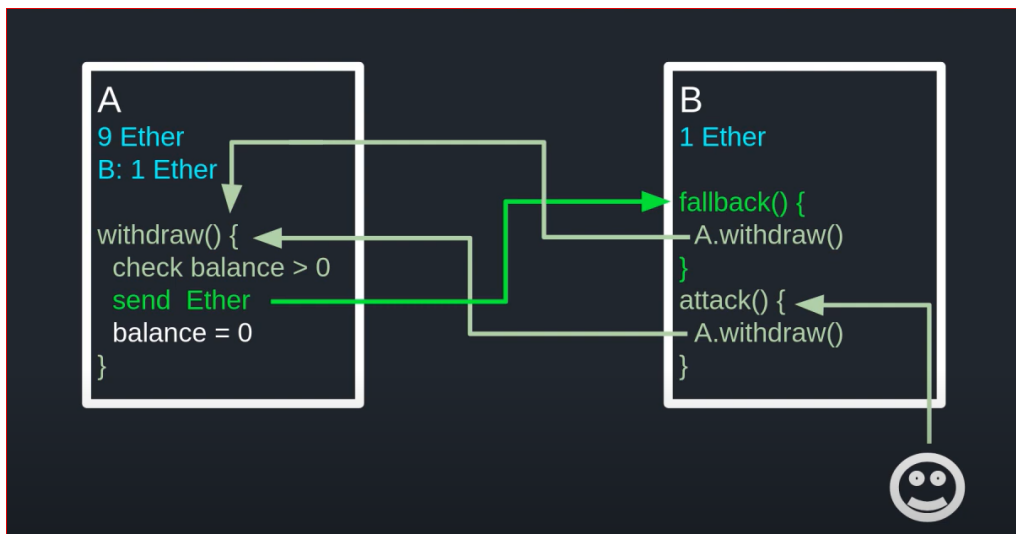 A
9 Ether
B: 1 Ether
withdraw() {
check balance > 0
send Ether
balance = 0
}
B
1 Ether
fallback() {
A.withdraw()
}
attack() {
A.withdraw()
}